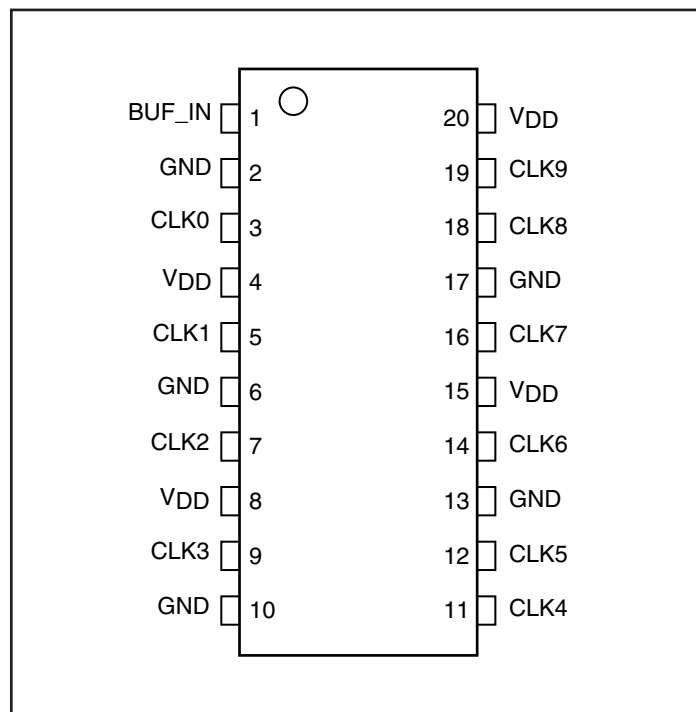 BUF_IN 1 20 VDD
GND 2 19 CLK9
CLK0 3 18 CLK8
VDD 4 17 GND
CLK1 5 16 CLK7
GND 6 15 VDD
CLK2 7 14 CLK6
VDD 8 13 GND
CLK3 9 12 CLK5
GND 10 11 CLK4